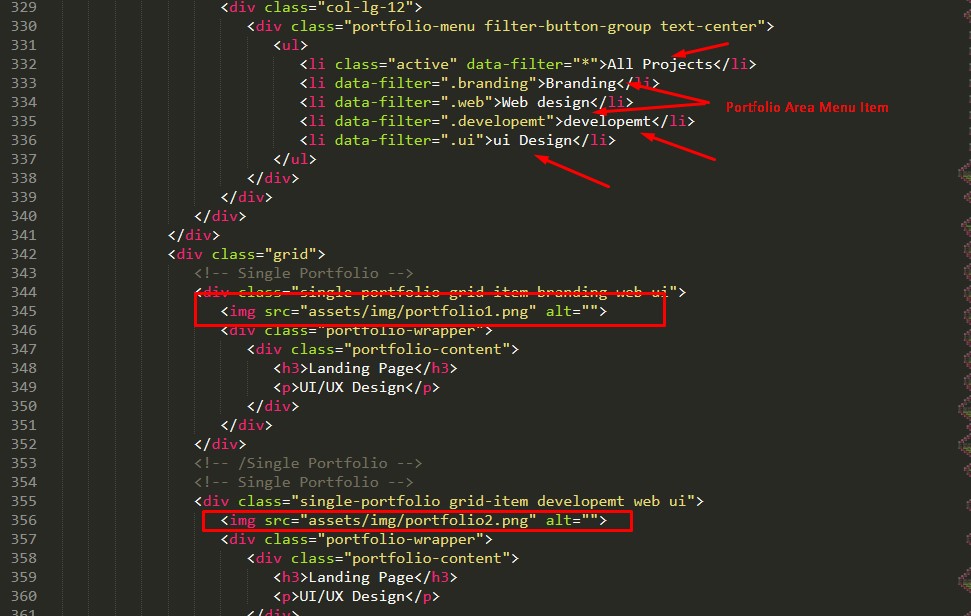 329 <div class="col-lg-12">
330 <div class="portfolio-menu filter-button-group text-center">
331 <ul>
332 <li class="active" data-filter="*">All Projects</li>
333 <li data-filter=".branding">Branding</li>
334 <li data-filter=".web">Web design</li>
Portfolio Area Menu Item
335 <li data-filter=".developemt">developemt</li>
336 <li data-filter=".ui">ui Design</li>
337 </ul>
338 </div>
339 </div>
340 </div>
341 </div>
342 <div class="grid">
343 <!-- Single Portfolio -->
344 <div class="single-portfolio grid-item branding web ui">
345 <img src="assets/img/portfolio1.png" alt="">
346 <div class="portfolio-wrapper">
347 <div class="portfolio-content">
348 <h3>Landing Page</h3>
349 <p>UI/UX Design</p>
350 </div>
351 </div>
352 </div>
353 <!-- /Single Portfolio -->
354 <!-- Single Portfolio -->
355 <div class="single-portfolio grid-item developemt web ui">
356 <img src="assets/img/portfolio2.png" alt="">
357 <div class="portfolio-wrapper">
358 <div class="portfolio-content">
359 <h3>Landing Page</h3>
360 <p>UI/UX Design</p>
361 </div>